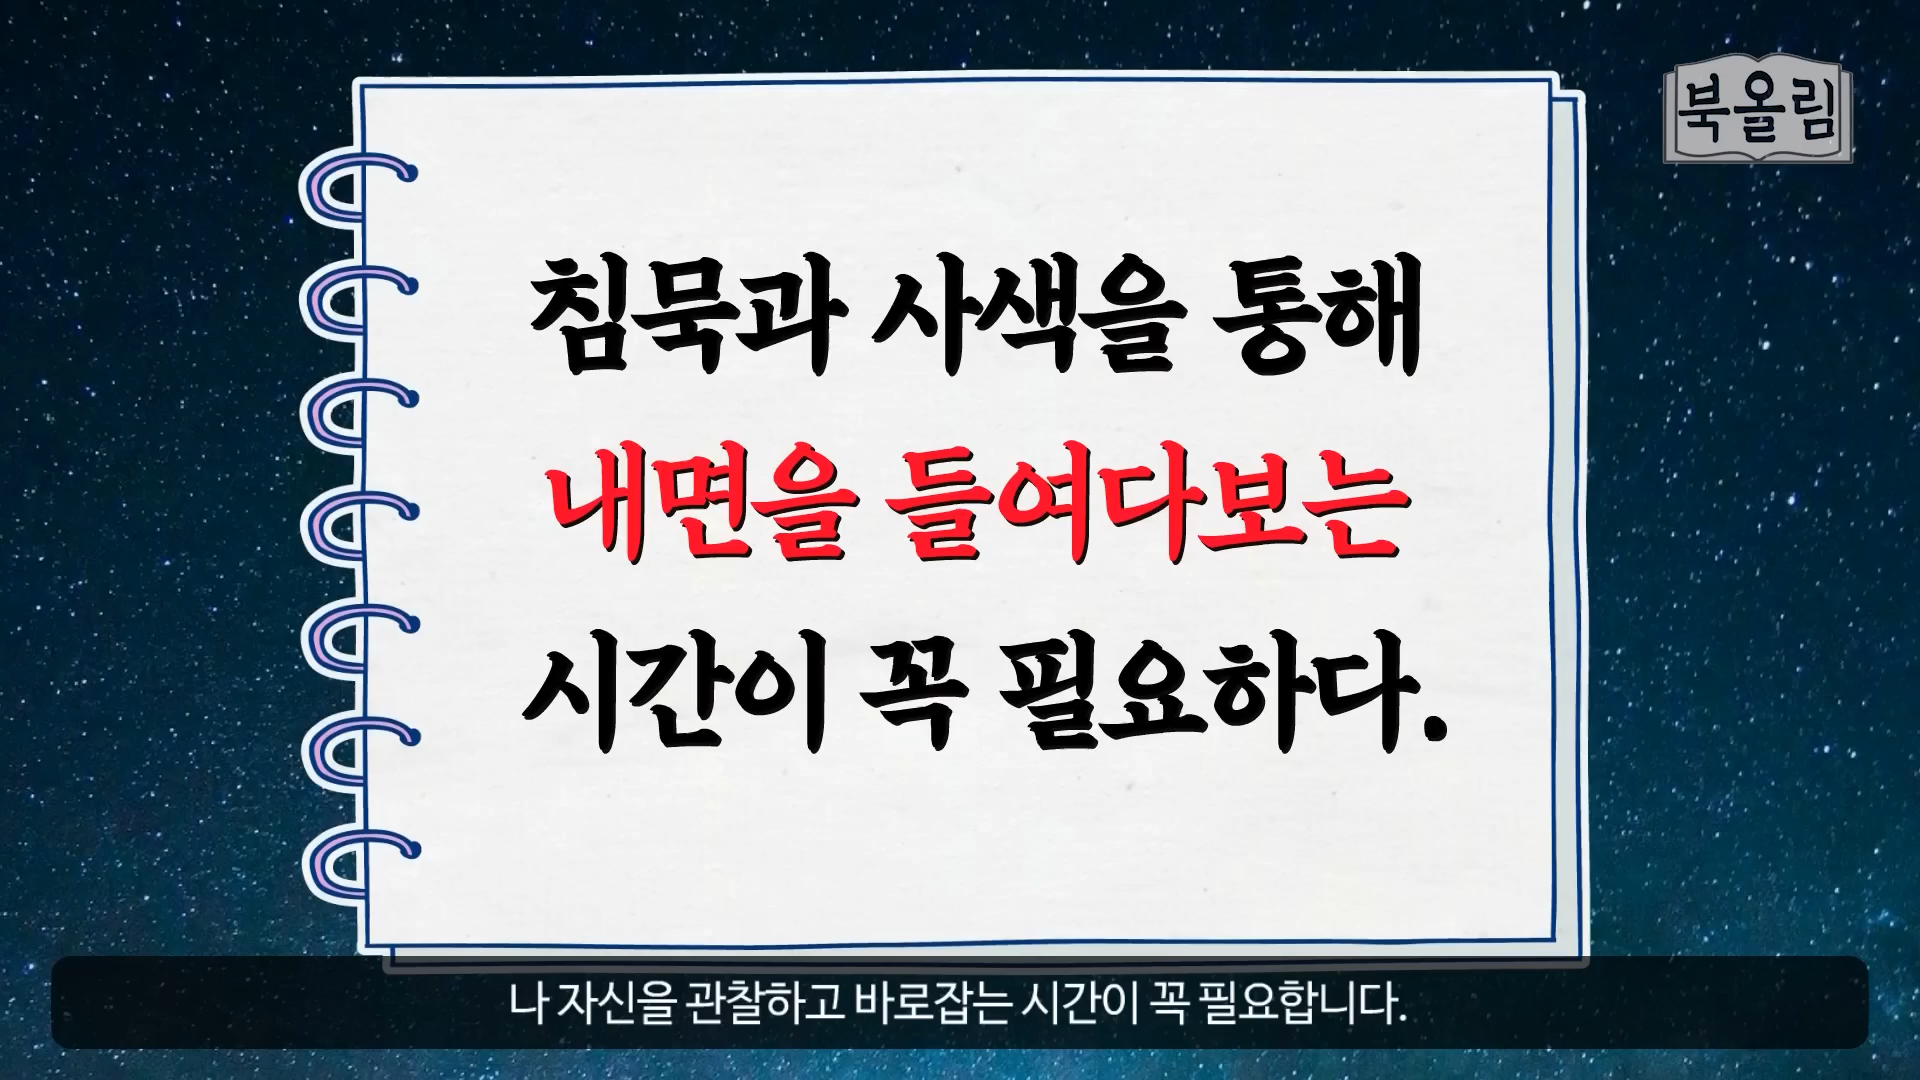 북올림
침묵과 사색을 통해
내면을 들여다보는
시간이 꼭 필요하다.
나 자신을 관찰하고 바로잡는 시간이 꼭 필요합니다.